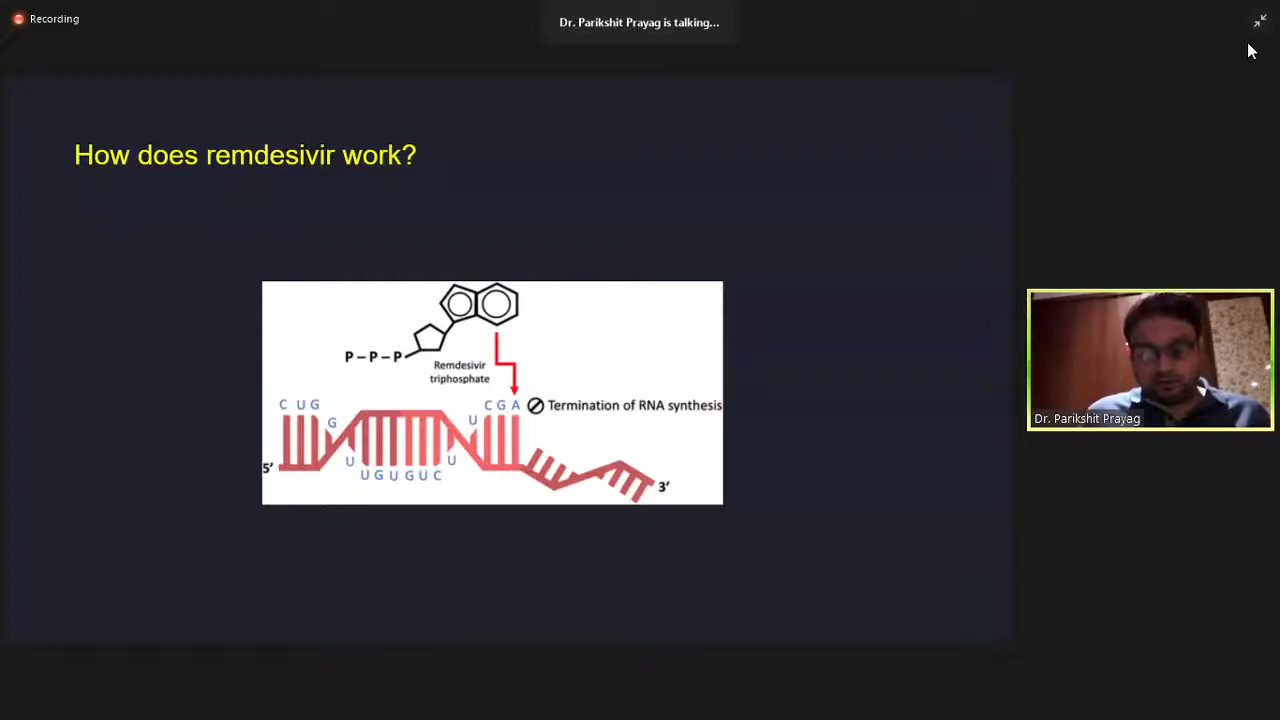 Recording
Dr. Parikshit Prayag is talking...
How does remdesivir work?
P–P–P
Remdesivir
triphosphate
C U G
C G A
Termination of RNA synthesis
G
U
U
U
5'
U G U G U C
3'
Dr. Parikshit Prayag